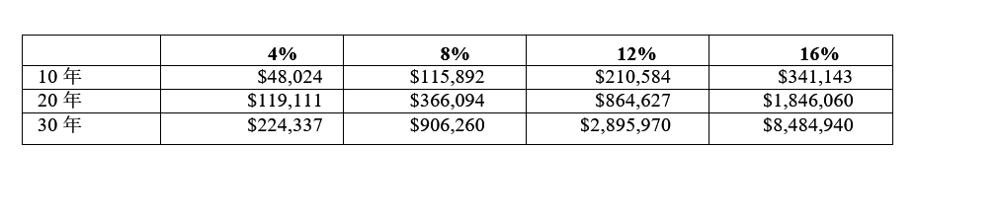 4% 8% 12% 16%
10 年 $48,024 $115,892 $210,584 $341,143
20 年 $119,111 $366,094 $864,627 $1,846,060
30 年 $224,337 $906,260 $2,895,970 $8,484,940